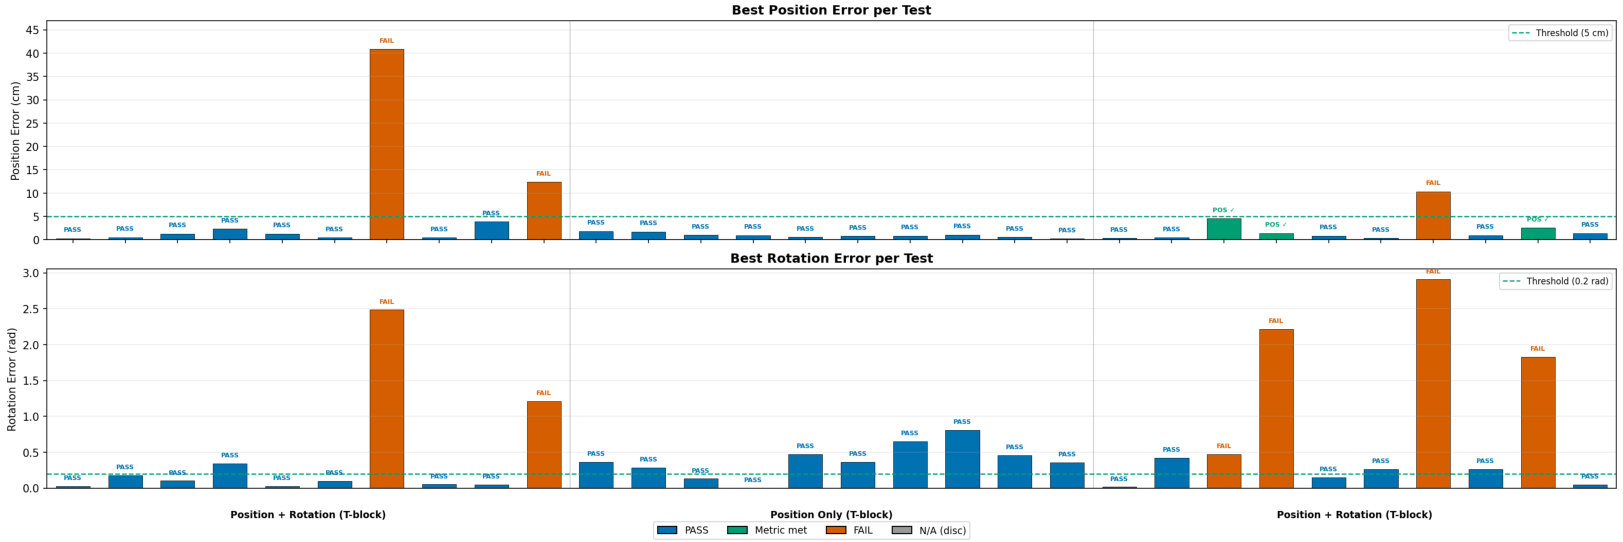 Best Position Error per Test
Position Error (cm)
45
40
35
30
25
20
15
10
5
0
Threshold (5 cm)
PASS PASS PASS PASS PASS PASS FAIL PASS PASS FAIL PASS PASS PASS PASS PASS PASS PASS PASS PASS PASS PASS PASS POS ✓ POS ✓ PASS PASS FAIL PASS POS ✓ PASS
Best Rotation Error per Test
Rotation Error (rad)
3.0
2.5
2.0
1.5
1.0
0.5
0.0
Threshold (0.2 rad)
PASS PASS PASS PASS PASS PASS FAIL PASS PASS FAIL PASS PASS PASS PASS PASS PASS PASS PASS PASS PASS PASS PASS FAIL FAIL PASS PASS FAIL PASS FAIL PASS
Position + Rotation (T-block) Position Only (T-block) Position + Rotation (T-block)
PASS Metric met FAIL N/A (disc)